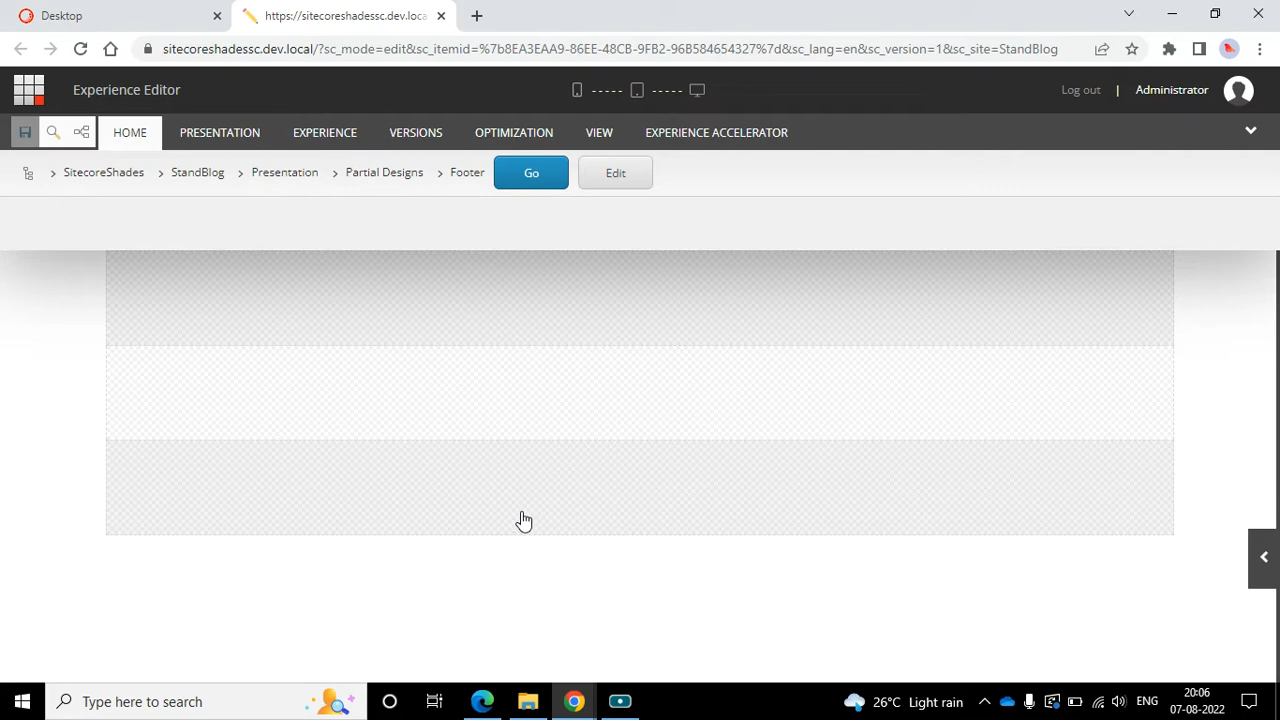 Desktop
https://sitecoreshadessc.dev.loca
sitecoreshadessc.dev.local/?sc_mode=edit&sc_itemid=%7b8EA3EAA9-86EE-48CB-9FB2-96B584654327%7d&sc_lang=en&sc_version=1&sc_site=StandBlog
Experience Editor
Log out | Administrator
HOME PRESENTATION EXPERIENCE VERSIONS OPTIMIZATION VIEW EXPERIENCE ACCELERATOR
SitecoreShades StandBlog Presentation Partial Designs Footer Go Edit
Type here to search
26°C Light rain
ENG
20:06
07-08-2022